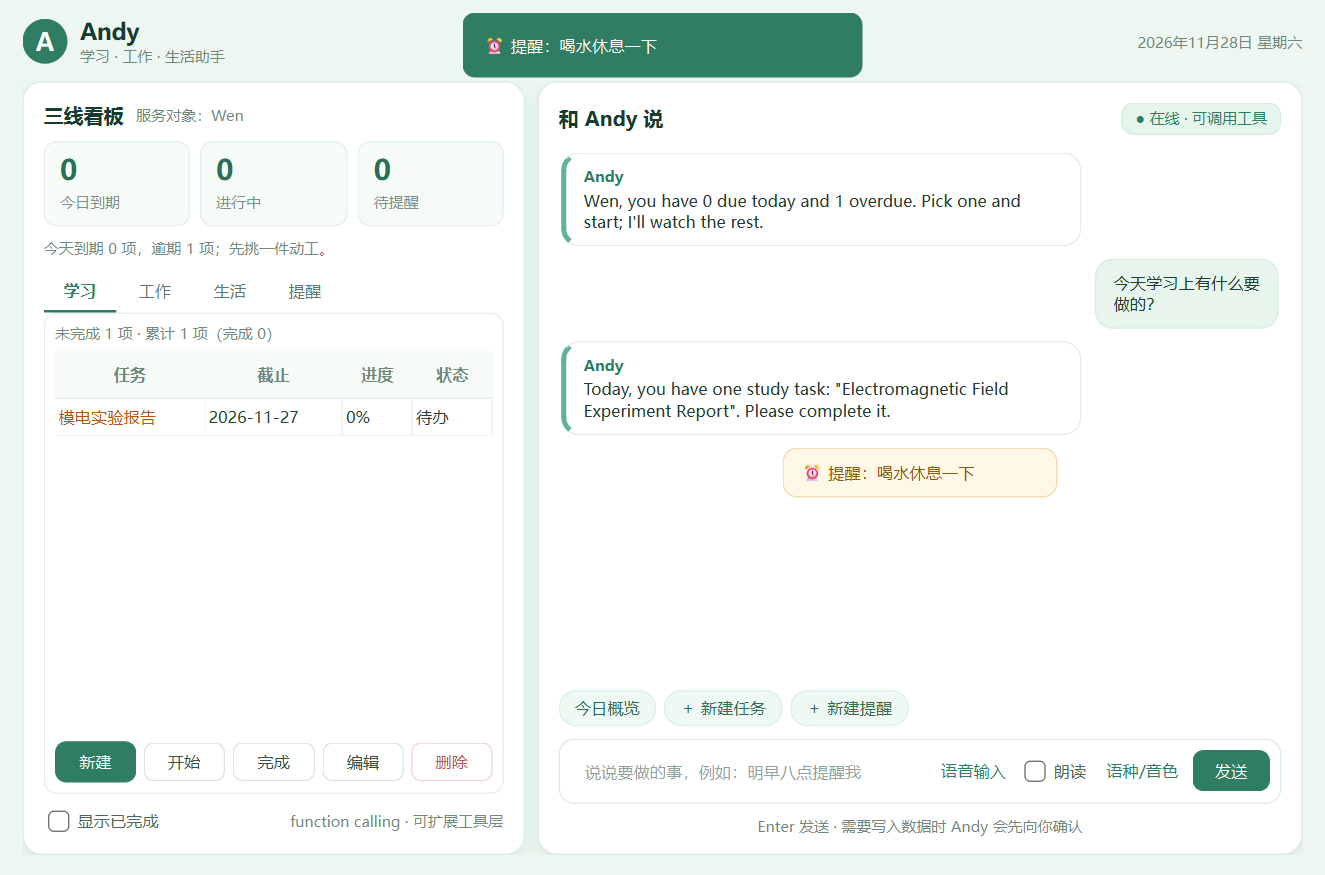 A
Andy
学习 · 工作 · 生活助手
⏰ 提醒：喝水休息一下
2026年11月28日 星期六
三线看板 服务对象：Wen
0 0 0
今日到期 进行中 待提醒
今天到期 0 项，逾期 1 项；先挑一件动工。
学习 工作 生活 提醒
未完成 1 项 · 累计 1 项（完成 0）
任务 截止 进度 状态
模电实验报告 2026-11-27 0% 待办
新建 开始 完成 编辑 删除
显示已完成 function calling · 可扩展工具层
和 Andy 说
● 在线 · 可调用工具
Andy
Wen, you have 0 due today and 1 overdue. Pick one and
start; I'll watch the rest.
今天学习上有什么要
做的？
Andy
Today, you have one study task: "Electromagnetic Field
Experiment Report". Please complete it.
⏰ 提醒：喝水休息一下
今日概览 + 新建任务 + 新建提醒
说说要做的事，例如：明早八点提醒我 语音输入 朗读 语种/音色 发送
Enter 发送 · 需要写入数据时 Andy 会先向你确认